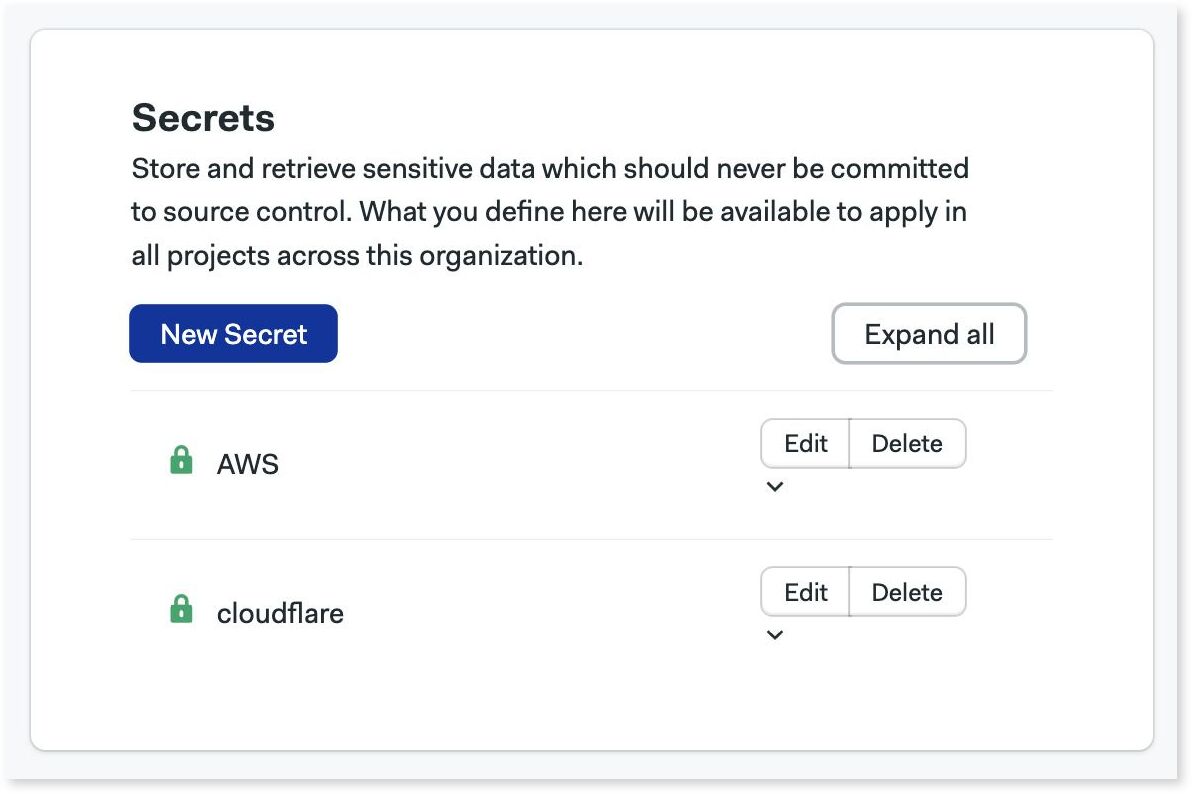 Secrets
Store and retrieve sensitive data which should never be committed
to source control. What you define here will be available to apply in
all projects across this organization.
New Secret
Expand all
AWS
Edit
Delete
cloudflare
Edit
Delete